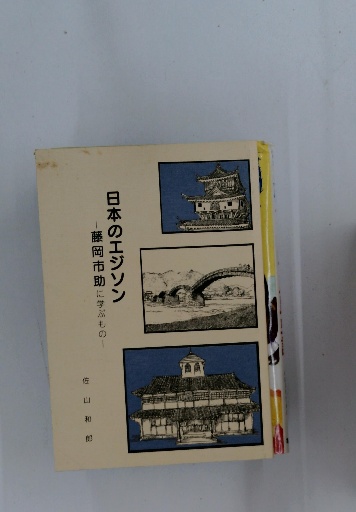 日本のエジソン
―藤岡市助に学ぶもの―
佐山和郎